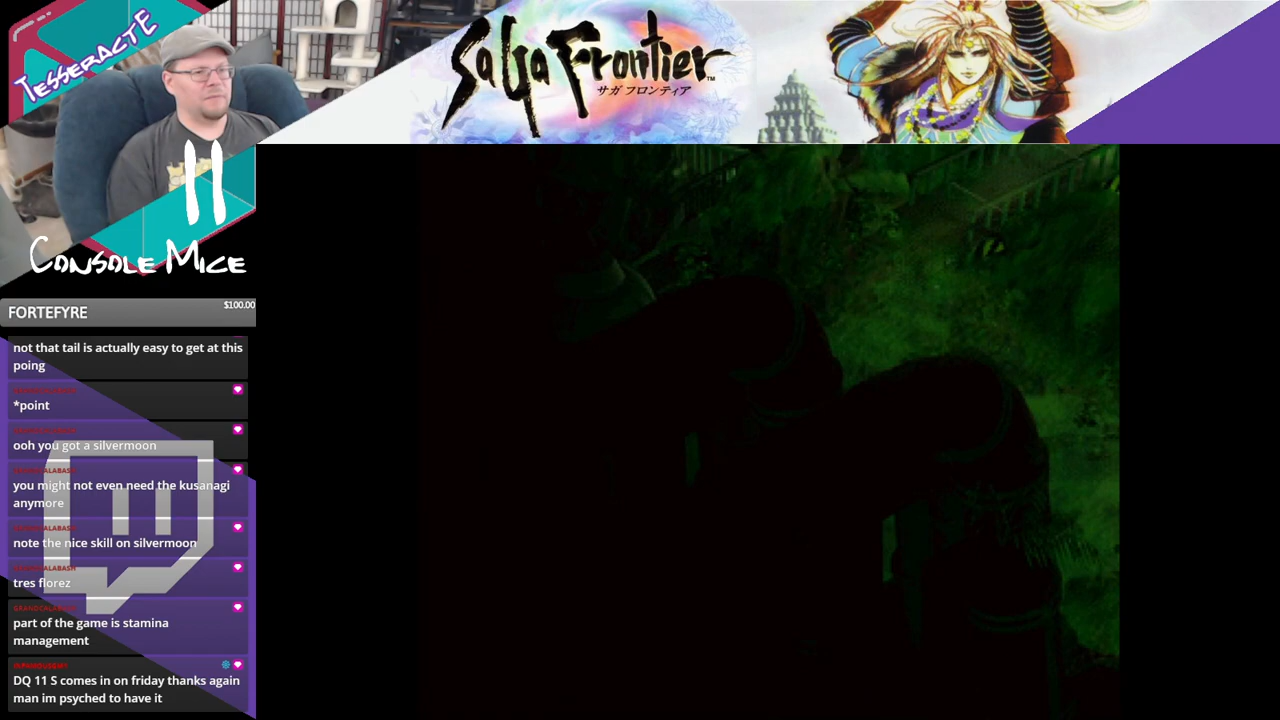 TESSERACTE
SaGa Frontier™
サガ フロンティア
CONSOLE MICE
FORTEFYRE
$100.00
not that tail is actually easy to get at this
poing
*point
ooh you got a silvermoon
you might not even need the kusanagi
anymore
note the nice skill on silvermoon
tres florez
GRANDCALABASH
part of the game is stamina
management
DQ 11 S comes in on friday thanks again
man im psyched to have it